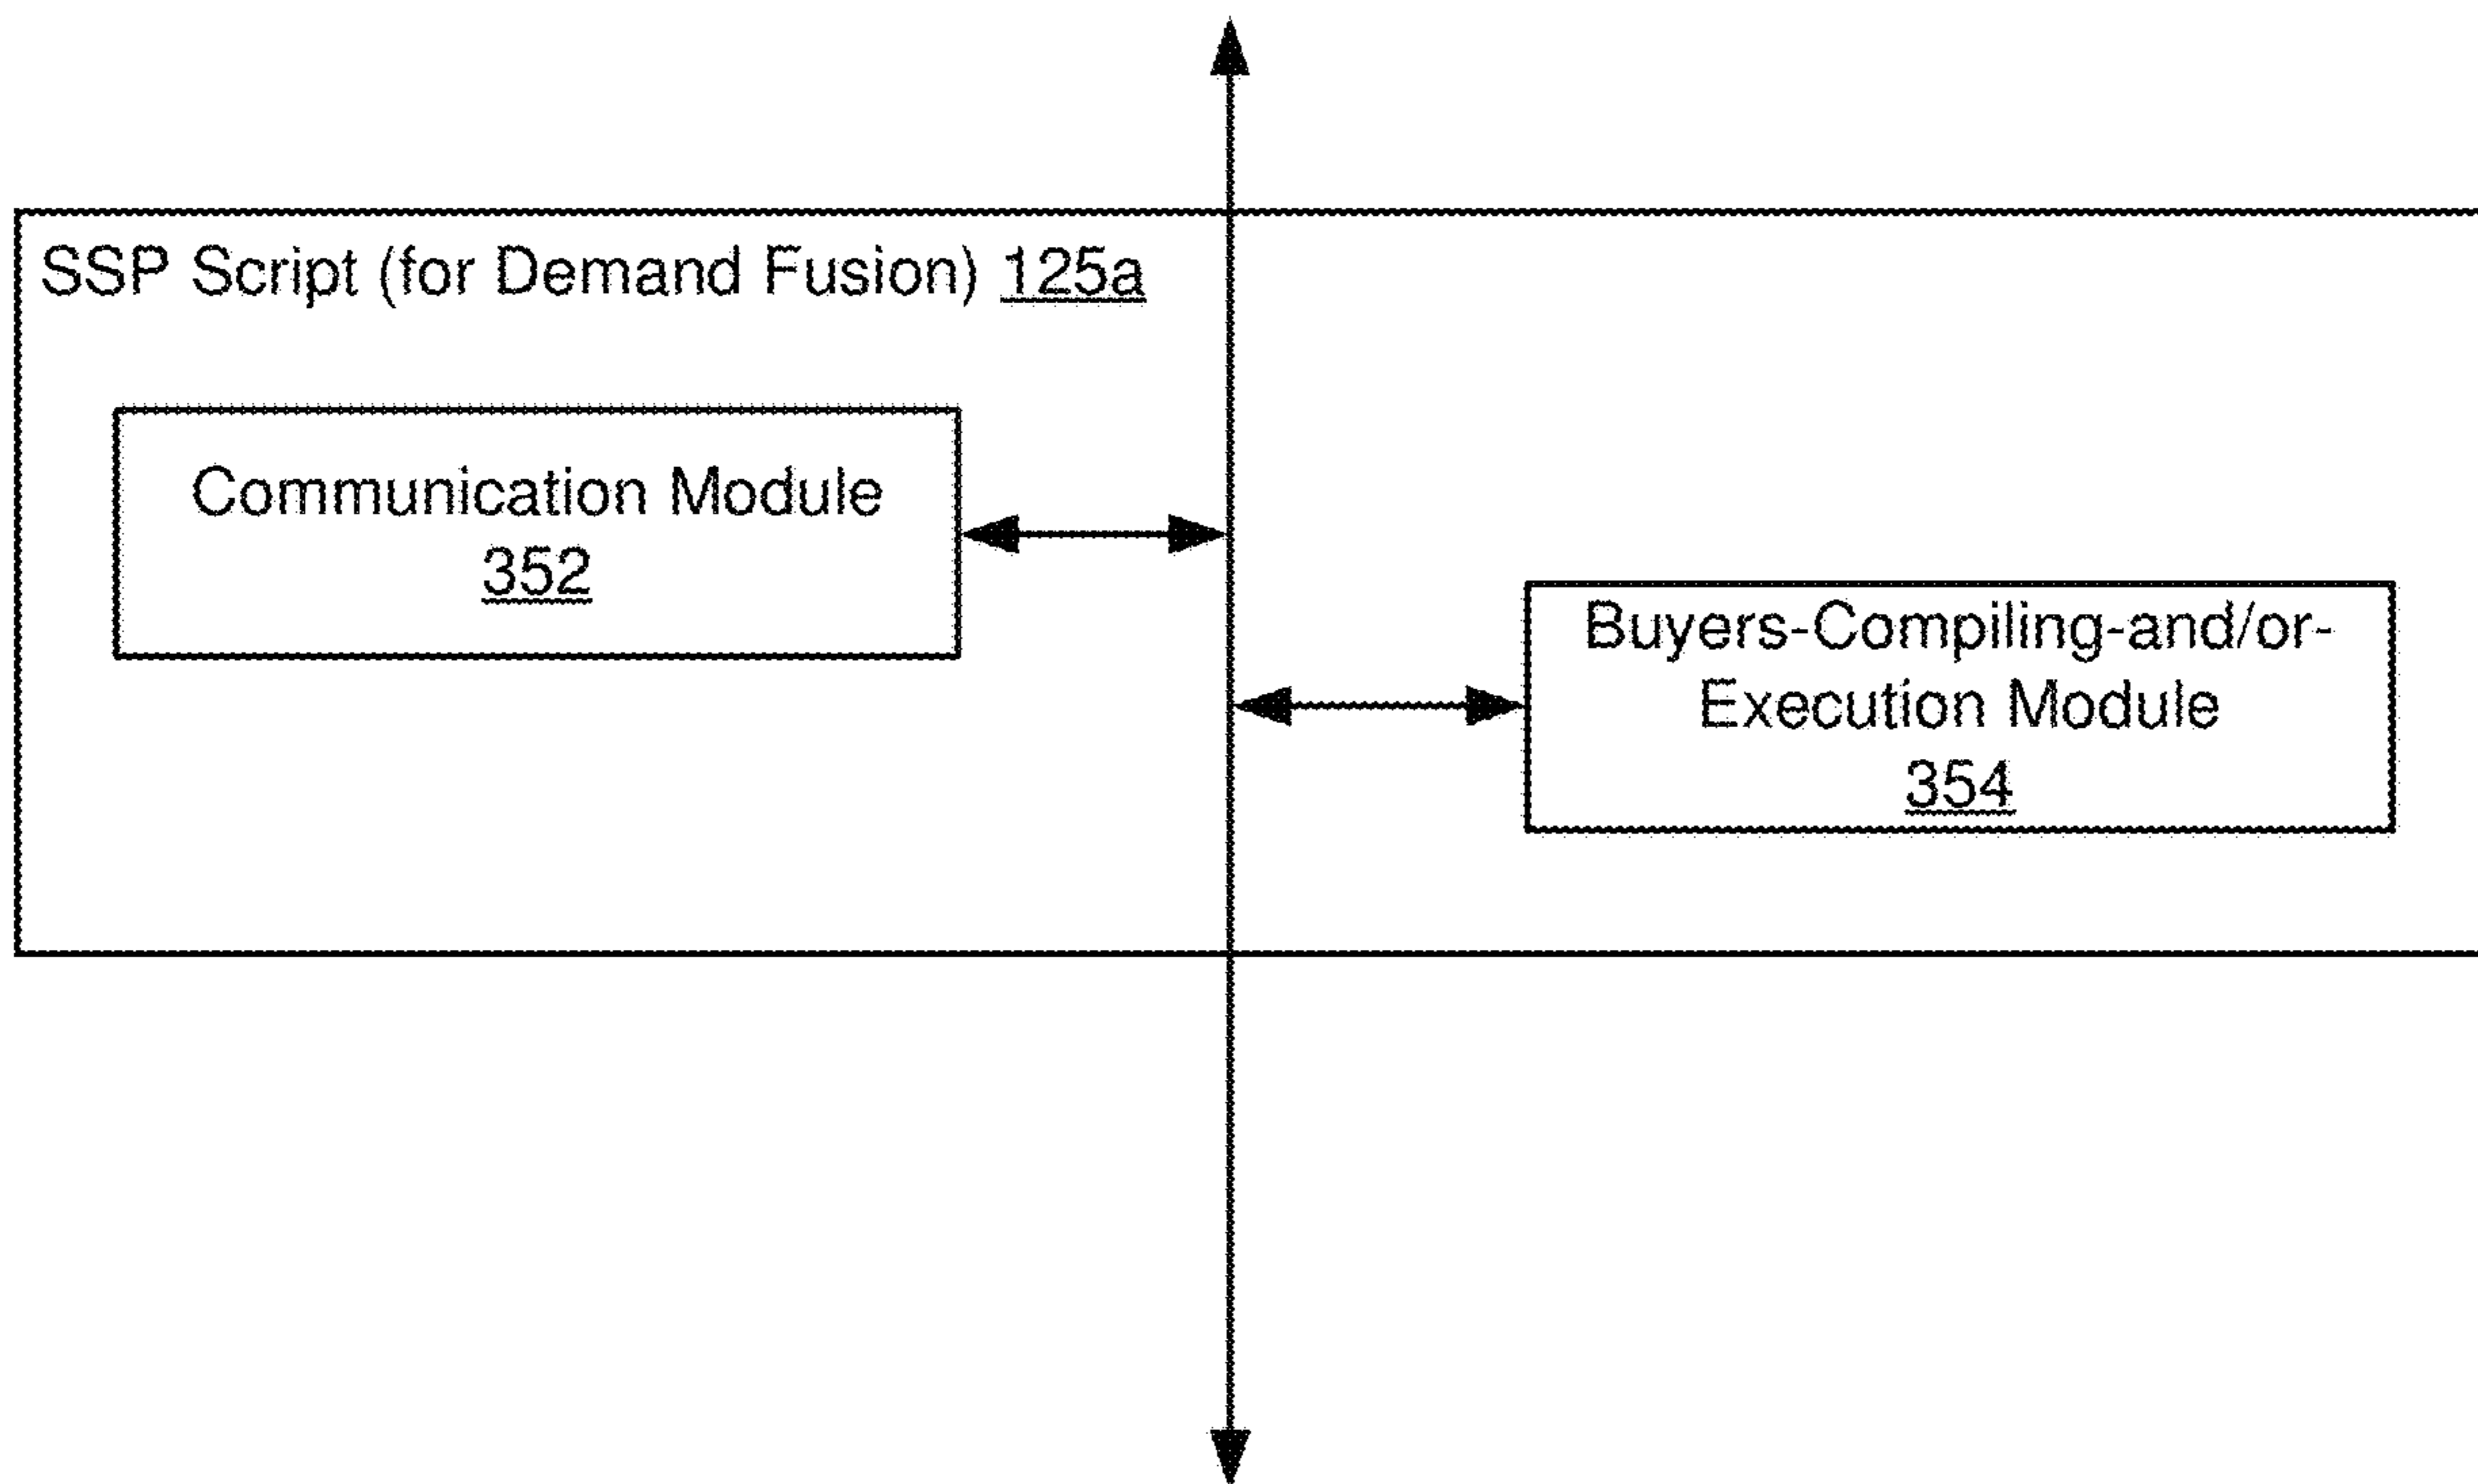 SSP Script (for Demand Fusion) 125a
Communication Module
352
Buyers-Compiling-and/or-
Execution Module
354